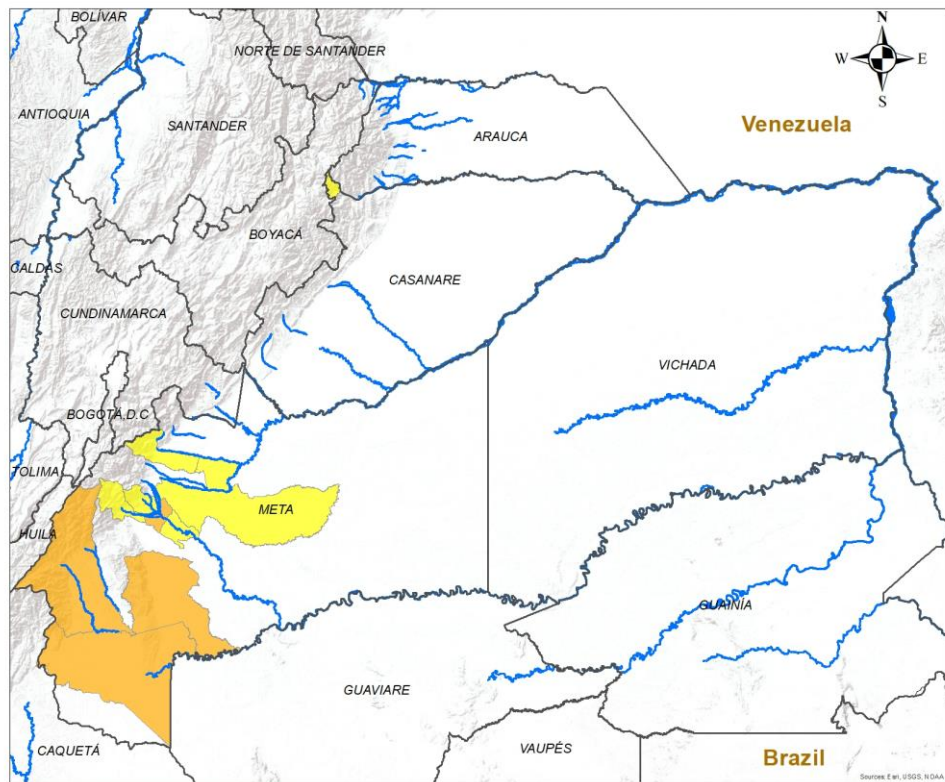 BOLÍVAR
N
NORTE DE SANTANDER
W E
S
ANTIOQUIA
SANTANDER
ARAUCA
Venezuela
BOYACÁ
CALDAS
CASANARE
CUNDINAMARCA
VICHADA
BOGOTÁ, D.C
TOLIMA
META
HUILA
GUAINÍA
GUAVIARE
CAQUETÁ
VAUPÉS
Brazil
Sources: Esri, USGS, NOAA